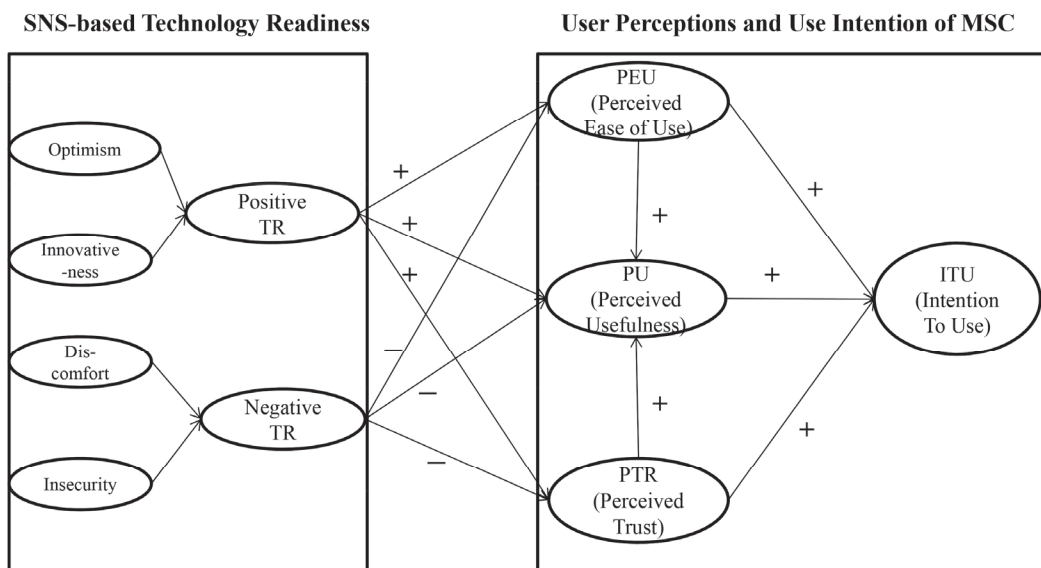 SNS-based Technology Readiness
User Perceptions and Use Intention of MSC
Optimism
Innovative
-ness
Positive
TR
Dis-
comfort
Insecurity
Negative
TR
+
+
+
–
–
–
PEU
(Perceived
Ease of Use)
+
PU
(Perceived
Usefulness)
+
PTR
(Perceived
Trust)
+
+
+
ITU
(Intention
To Use)